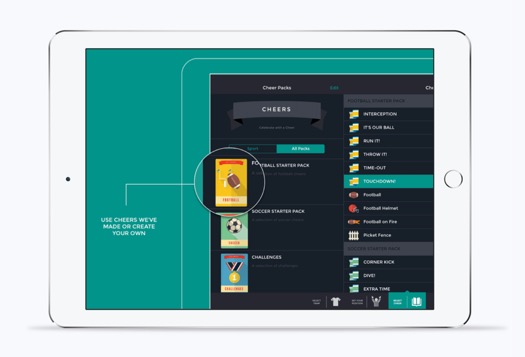 Cheer Packs
Edit
CHEERS
Sport
All Packs
FOOTBALL STARTER PACK
FOOTBALL
SOCCER STARTER PACK
SOCCER
CHALLENGES
CHALLENGES
USE CHEERS WE'VE
MADE OR CREATE
YOUR OWN
Che
FOOTBALL STARTER PACK
INTERCEPTION
IT'S OUR BALL
RUN IT!
THROW IT!
TIME-OUT
TOUCHDOWN!
Football
Football Helmet
Football on Fire
Picket Fence
SOCCER STARTER PACK
CORNER KICK
DIVE!
EXTRA TIME